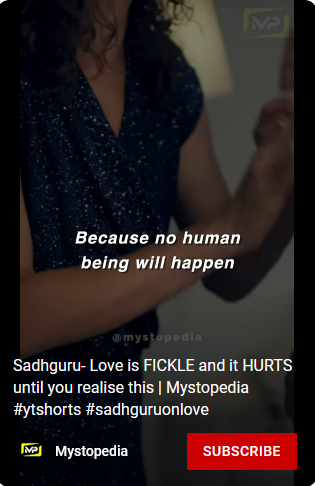 MP
Because no human
being will happen
@mystopedia
Sadhguru- Love is FICKLE and it HURTS
until you realise this | Mystopedia
#ytshorts #sadhguruonlove
MP
Mystopedia
SUBSCRIBE